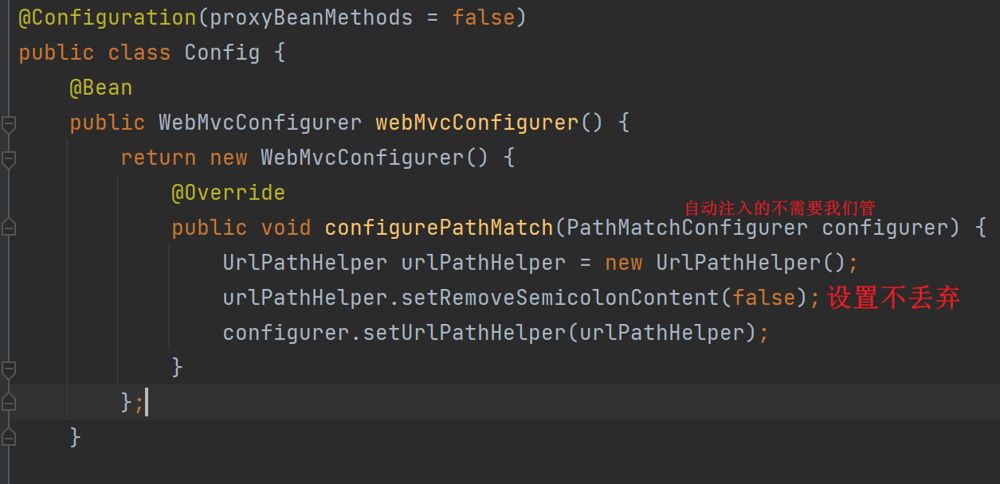 @Configuration(proxyBeanMethods = false)
public class Config {
@Bean
public WebMvcConfigurer webMvcConfigurer() {
return new WebMvcConfigurer() {
@Override
自动注入的不需要我们管
public void configurePathMatch(PathMatchConfigurer configurer) {
UrlPathHelper urlPathHelper = new UrlPathHelper();
urlPathHelper.setRemoveSemicolonContent(false); 设置不丢弃
configurer.setUrlPathHelper(urlPathHelper);
}
};
}